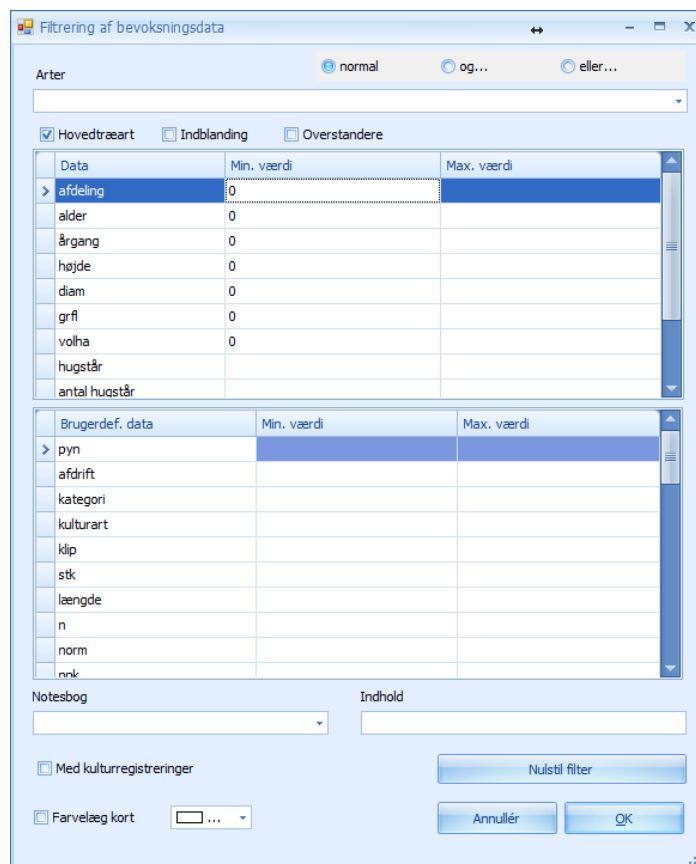 Filtrering af bevoksningsdata
Arter
normal og... eller...
Hovedtræart Indblanding Overstandere
Data Min. værdi Max. værdi
afdeling 0
alder 0
årgang 0
højde 0
diam 0
grfl 0
volha 0
hugstår
antal hugstår
Brugerdef. data Min. værdi Max. værdi
pyn
afdrift
kategori
kulturart
klip
stk
længde
n
norm
npk
Notesbog Indhold
Med kulturregistreringer Nulstil filter
Farvelæg kort ... Annullér OK